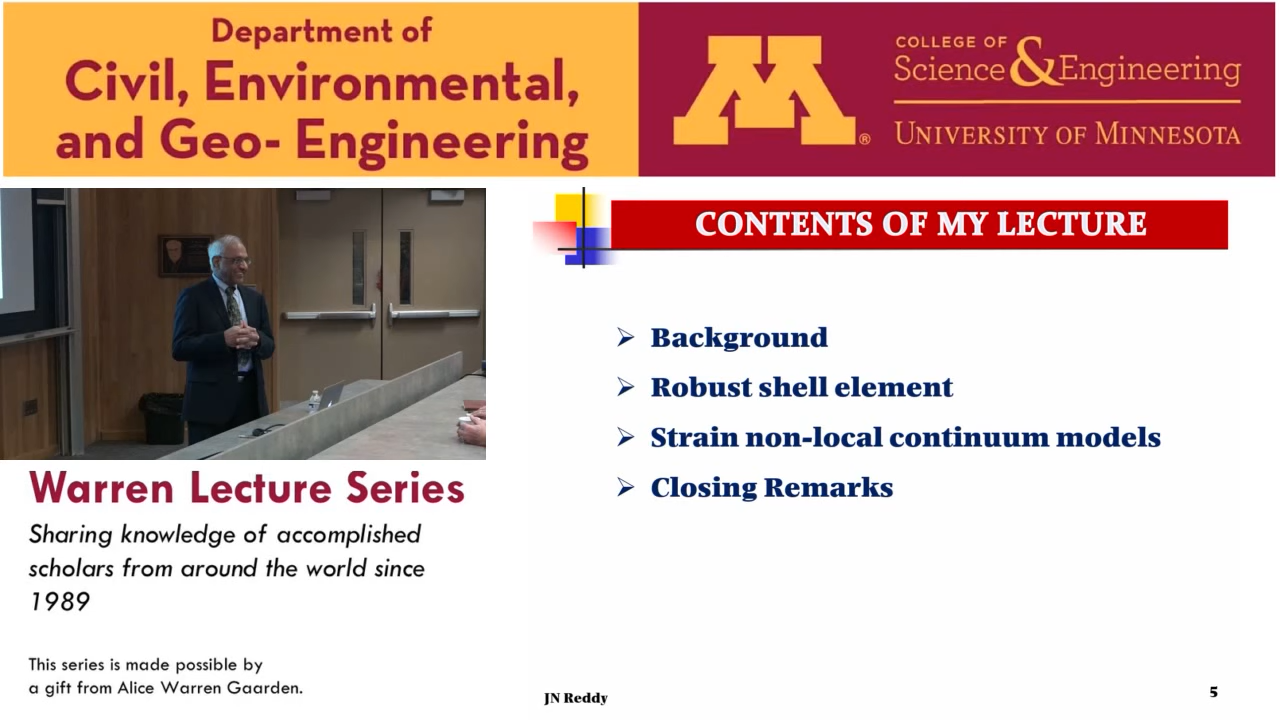 Department of
Civil, Environmental,
and Geo- Engineering
M®
COLLEGE OF
Science & Engineering
UNIVERSITY OF MINNESOTA
CONTENTS OF MY LECTURE
➢ Background
➢ Robust shell element
➢ Strain non-local continuum models
➢ Closing Remarks
Warren Lecture Series
Sharing knowledge of accomplished
scholars from around the world since
1989
This series is made possible by
a gift from Alice Warren Gaarden.
JN Reddy
5